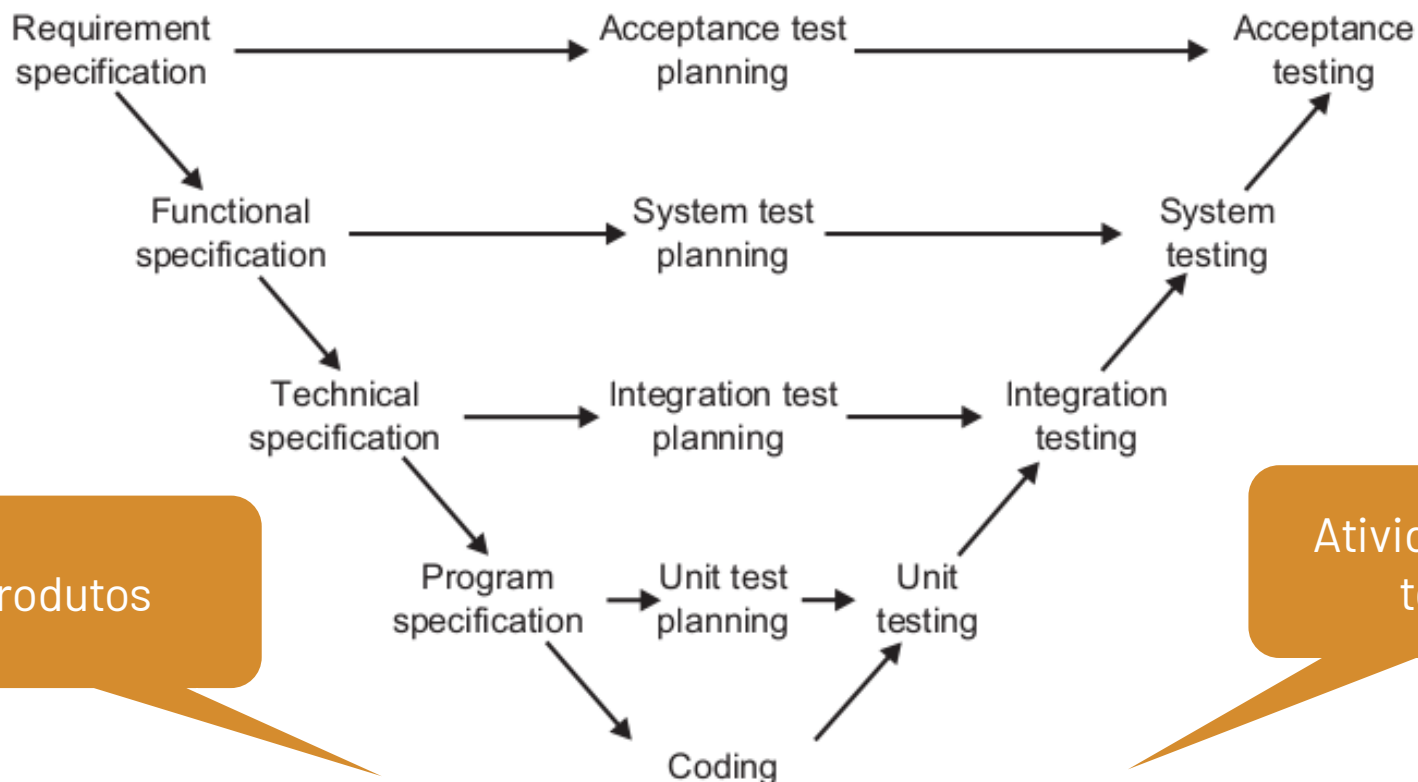 Requirement
specification
Acceptance test
planning
Acceptance
testing
Functional
specification
System test
planning
System
testing
Technical
specification
Integration test
planning
Integration
testing
rodutos
Program
specification
Unit test
planning
Unit
testing
Coding